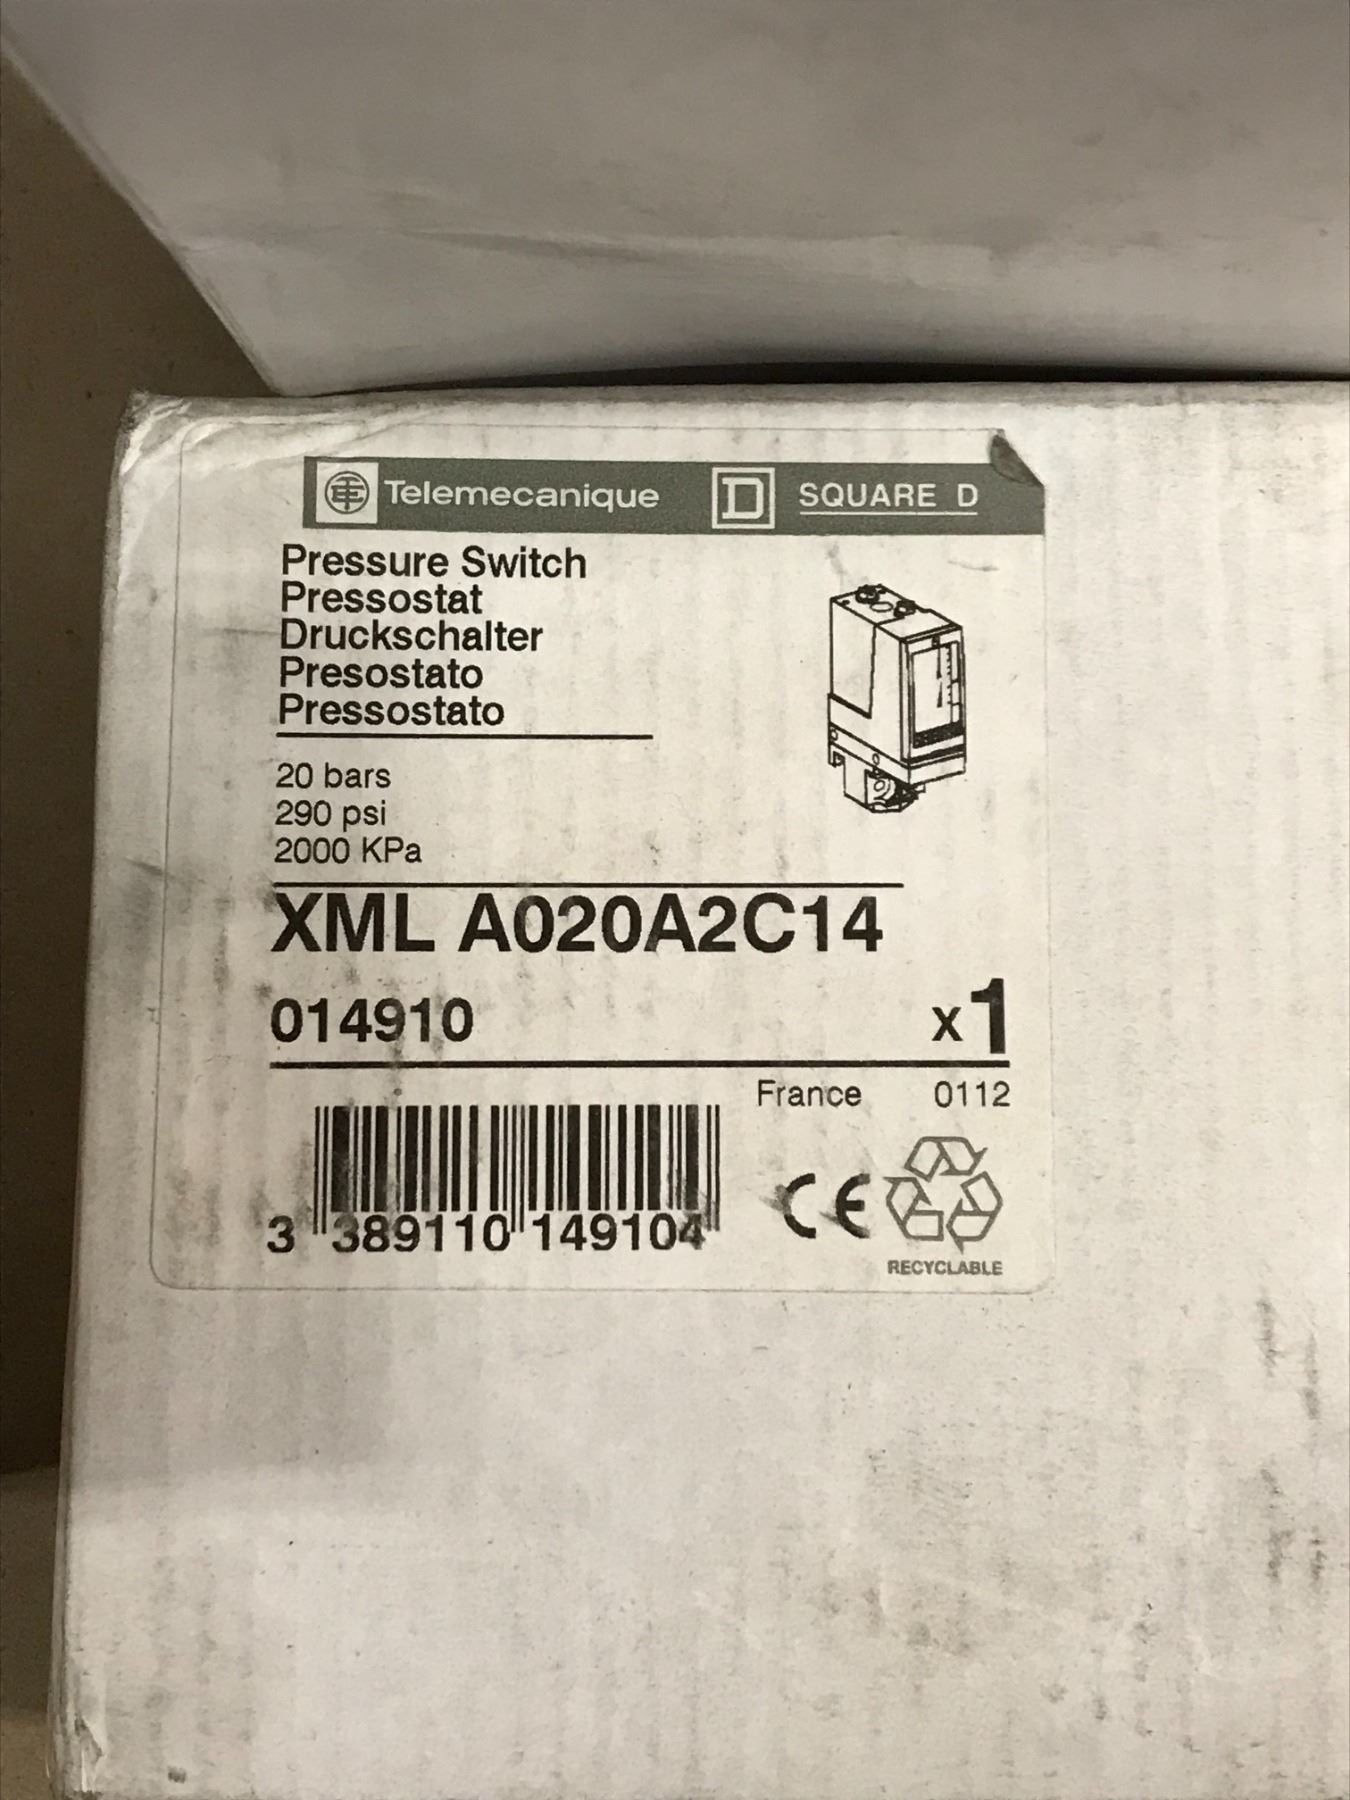 Telemecanique D SQUARE D
Pressure Switch
Pressostat
Druckschalter
Presostato
Pressostato
20 bars
290 psi
2000 KPa
XML A020A2C14
014910 x1
France 0112
3 389110 149104
CE
RECYCLABLE